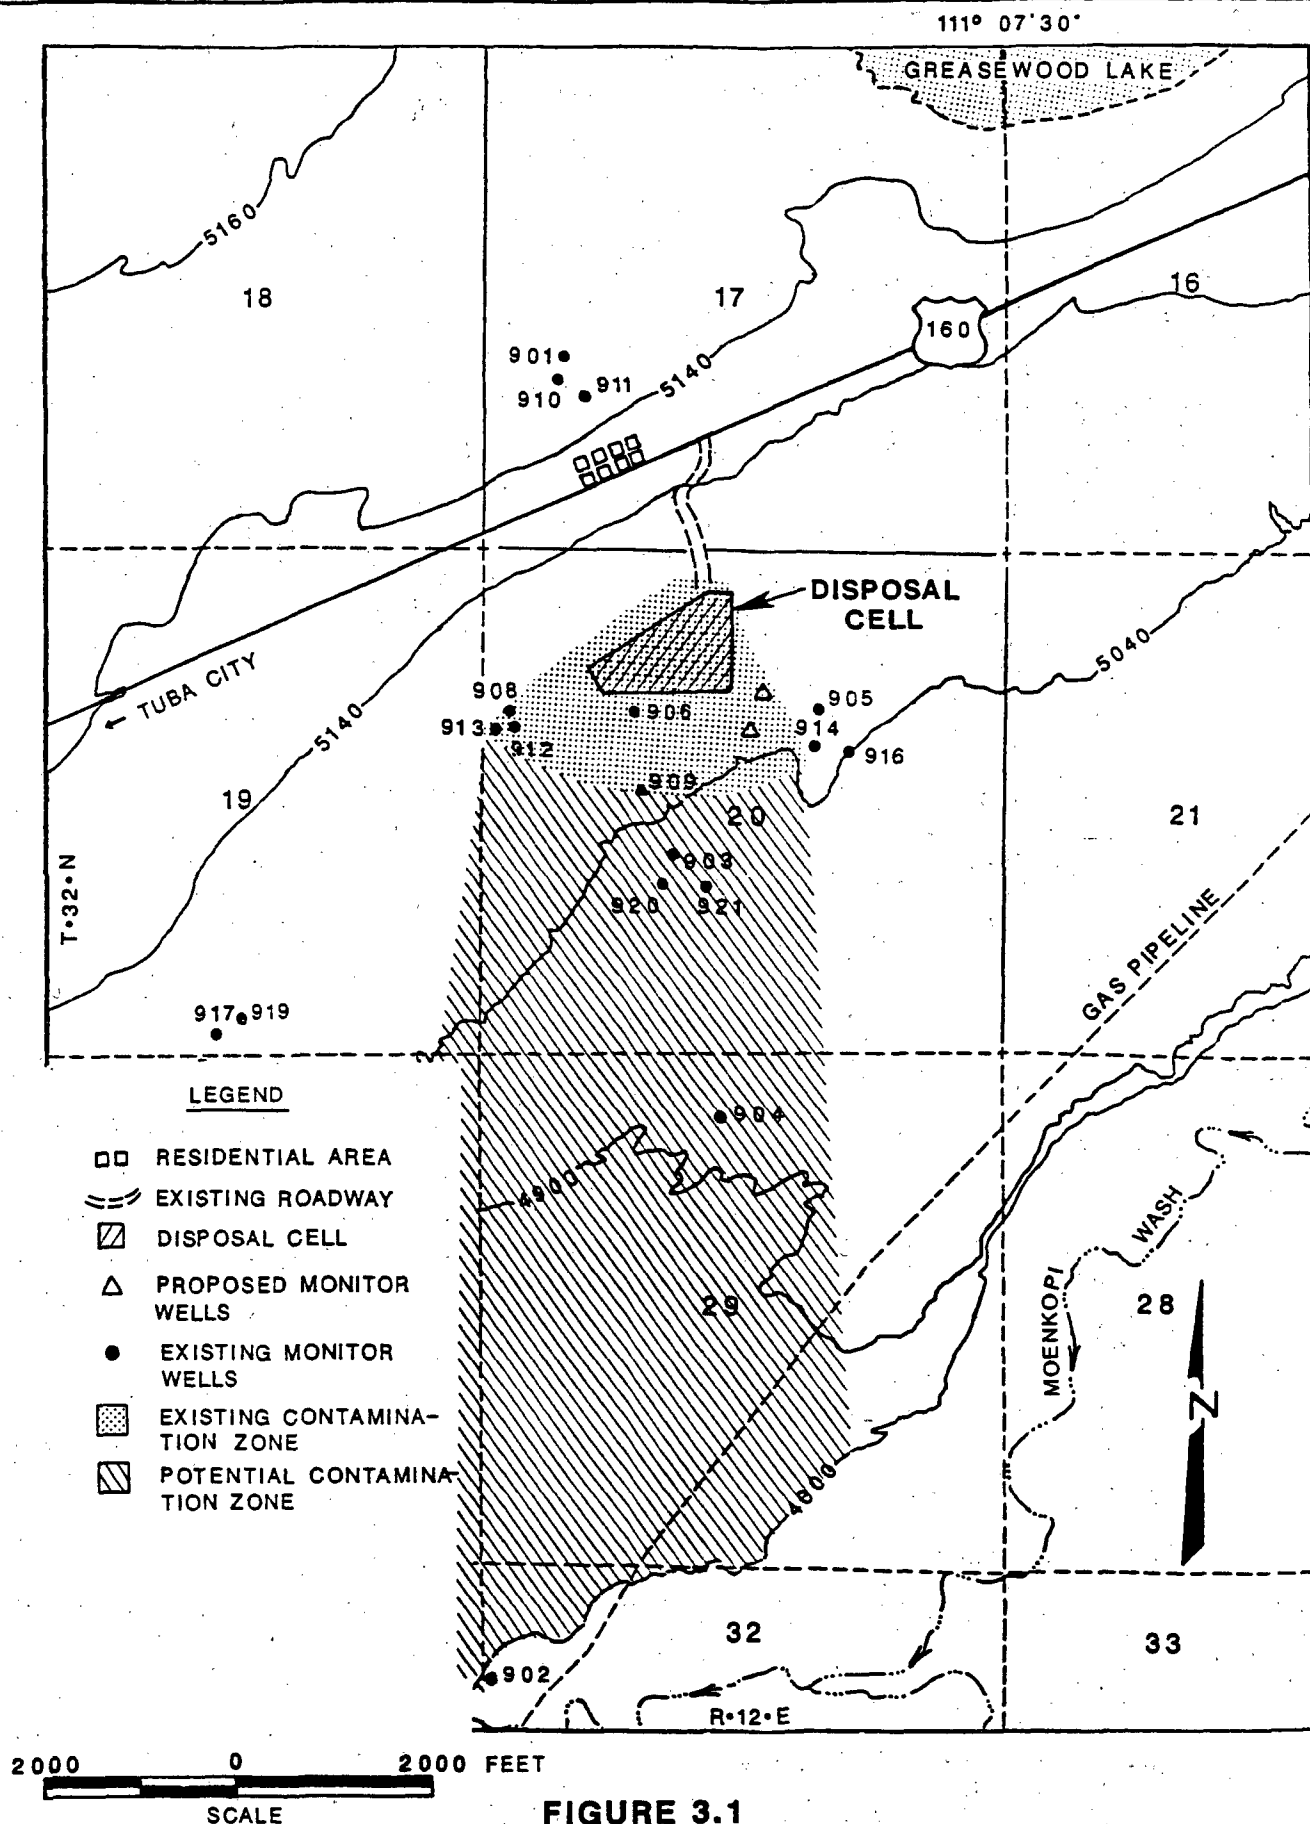 111° 07'30"
GREASEWOOD LAKE
5160
18
17
16
160
901
910
911
5140
DISPOSAL
CELL
5040
TUBA CITY
908
905
913
906
914
912
916
5140
909
19
20
21
903
T•32•N
920
921
GAS PIPELINE
917
919
LEGEND
904
RESIDENTIAL AREA
4900
EXISTING ROADWAY
WASH
DISPOSAL CELL
MOENKOPI
PROPOSED MONITOR
WELLS
29
28
EXISTING MONITOR
WELLS
N
EXISTING CONTAMINA-
TION ZONE
POTENTIAL CONTAMINA-
TION ZONE
4800
32
33
902
R•12•E
2000 0 2000 FEET
SCALE
FIGURE 3.1